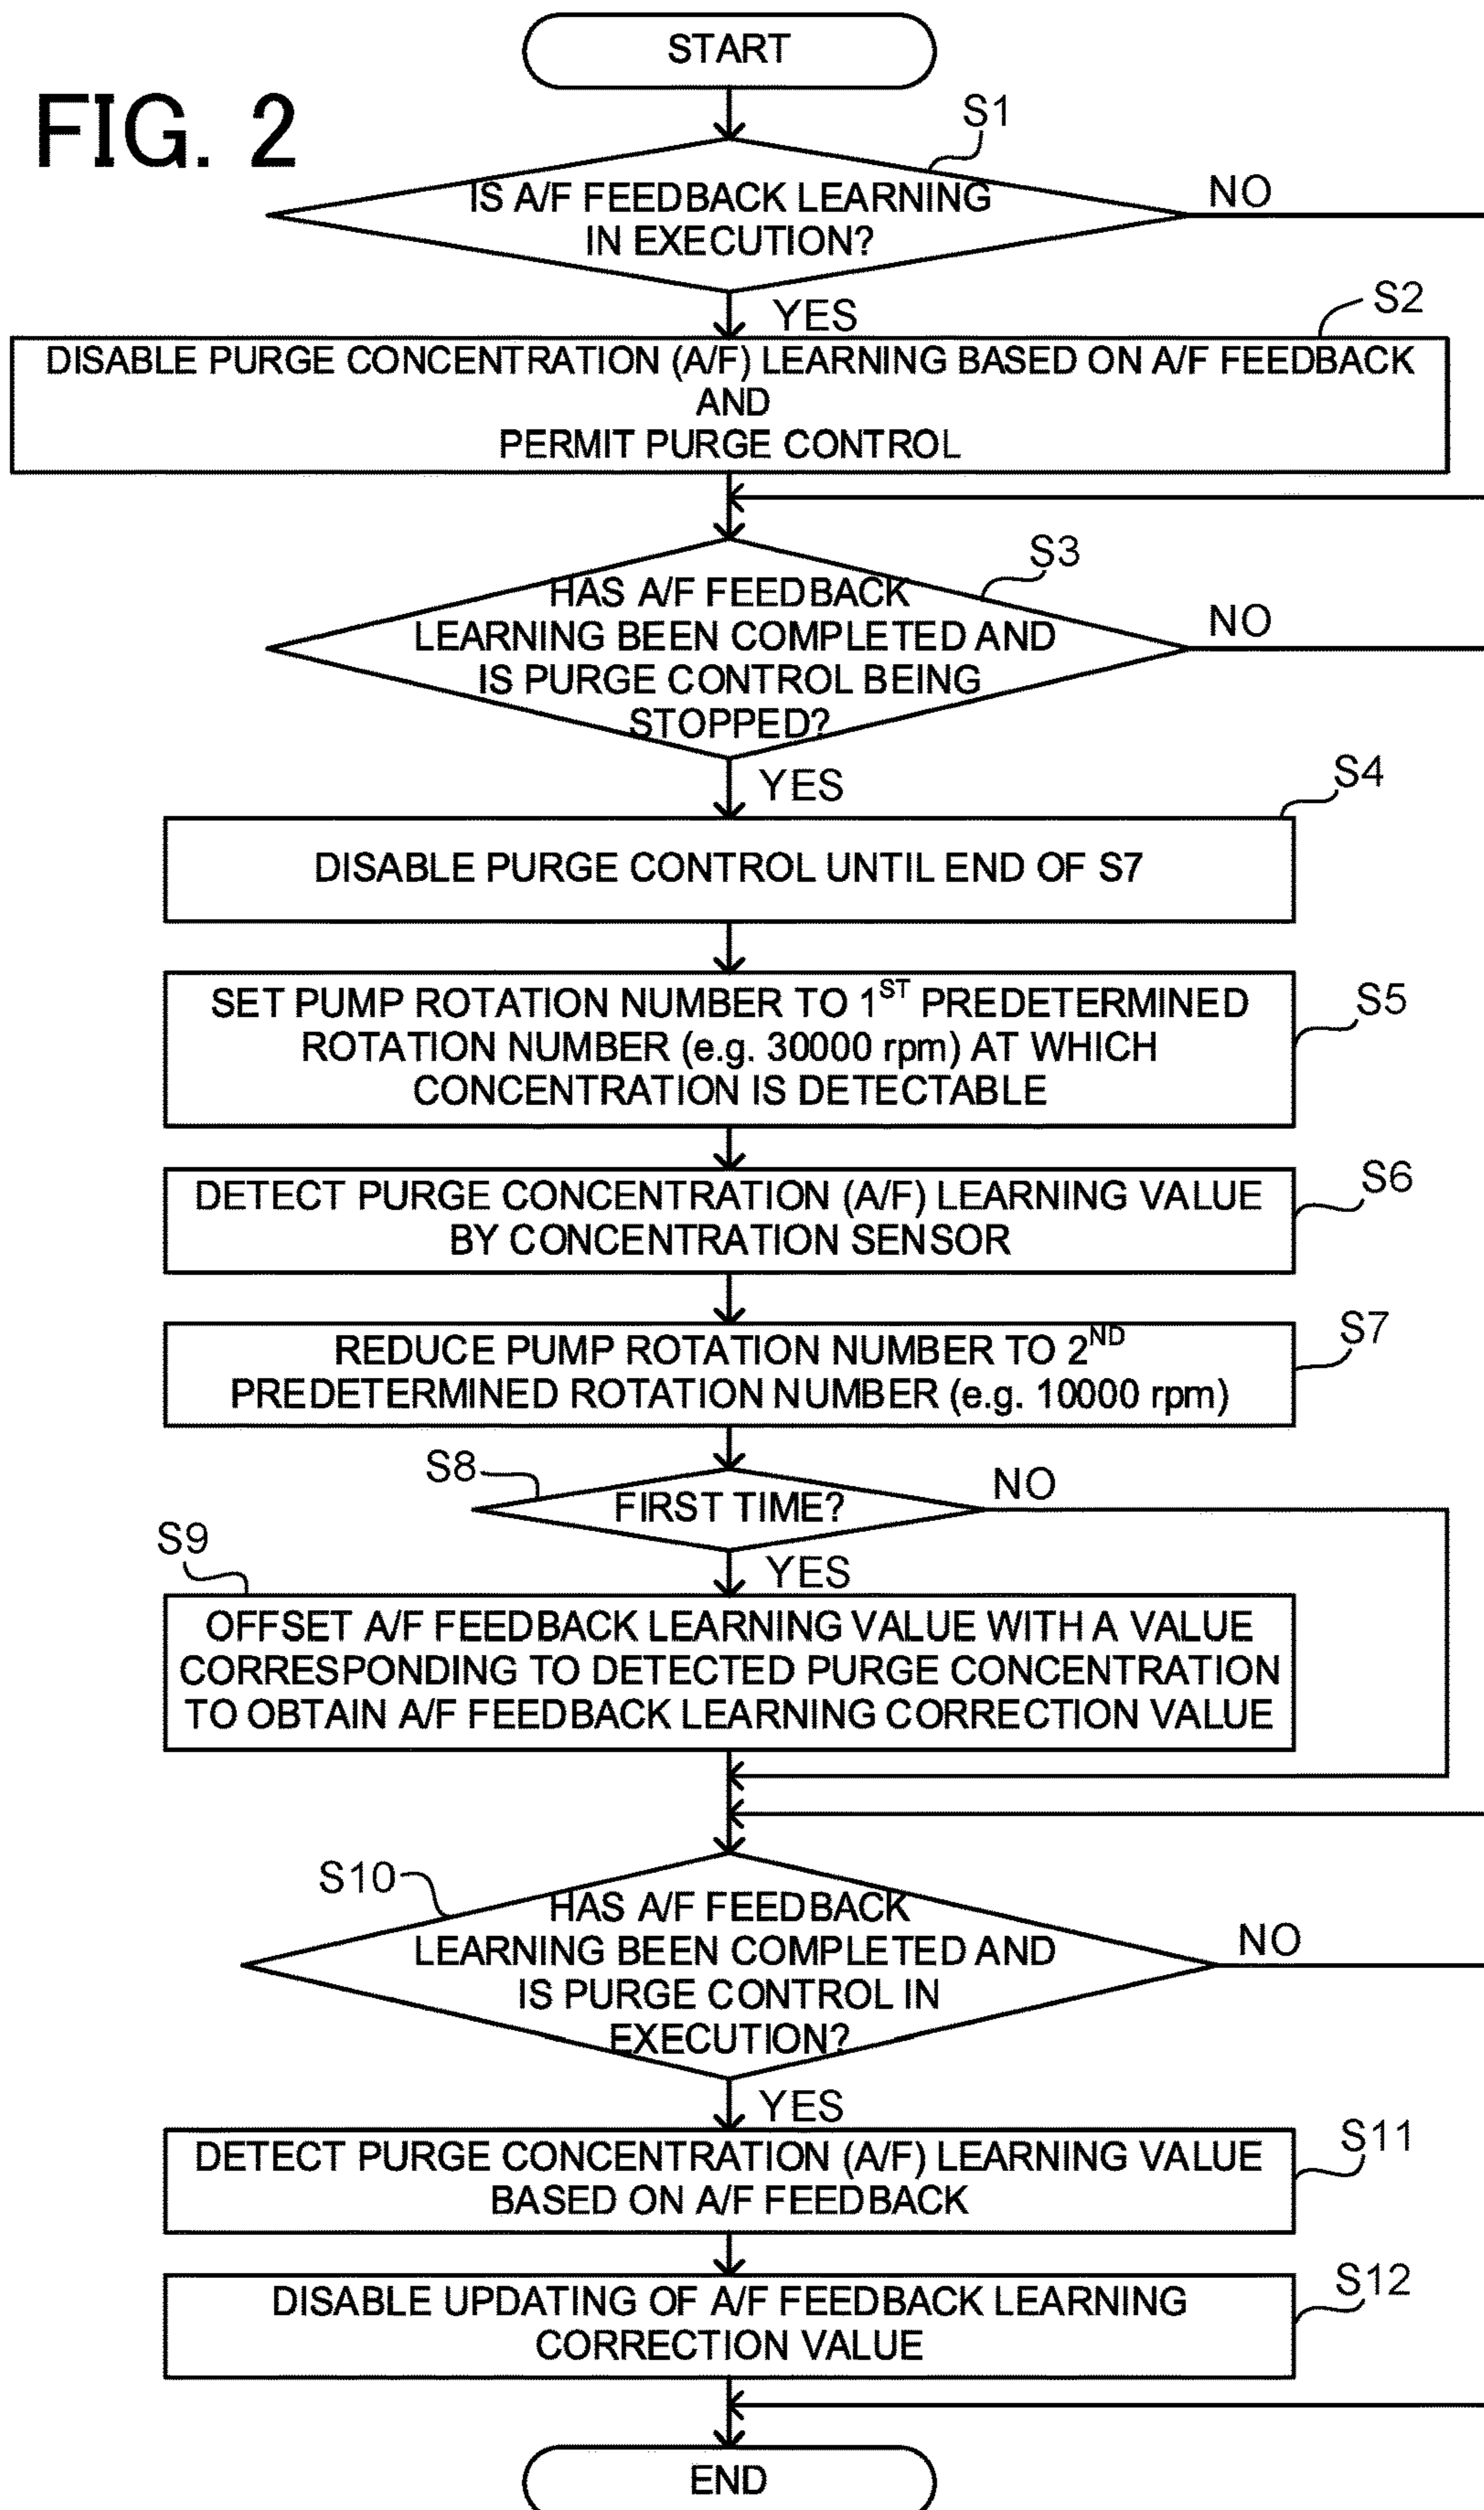 START
FIG. 2
S1
IS A/F FEEDBACK LEARNING
IN EXECUTION?
NO
YES
S2
DISABLE PURGE CONCENTRATION (A/F) LEARNING BASED ON A/F FEEDBACK
AND
PERMIT PURGE CONTROL
S3
HAS A/F FEEDBACK
LEARNING BEEN COMPLETED AND
IS PURGE CONTROL BEING
STOPPED?
NO
YES
S4
DISABLE PURGE CONTROL UNTIL END OF S7
S5
SET PUMP ROTATION NUMBER TO 1ST PREDETERMINED
ROTATION NUMBER (e.g. 30000 rpm) AT WHICH
CONCENTRATION IS DETECTABLE
S6
DETECT PURGE CONCENTRATION (A/F) LEARNING VALUE
BY CONCENTRATION SENSOR
S7
REDUCE PUMP ROTATION NUMBER TO 2ND
PREDETERMINED ROTATION NUMBER (e.g. 10000 rpm)
S8
FIRST TIME?
NO
YES
S9
OFFSET A/F FEEDBACK LEARNING VALUE WITH A VALUE
CORRESPONDING TO DETECTED PURGE CONCENTRATION
TO OBTAIN A/F FEEDBACK LEARNING CORRECTION VALUE
S10
HAS A/F FEEDBACK
LEARNING BEEN COMPLETED AND
IS PURGE CONTROL IN
EXECUTION?
NO
YES
S11
DETECT PURGE CONCENTRATION (A/F) LEARNING VALUE
BASED ON A/F FEEDBACK
S12
DISABLE UPDATING OF A/F FEEDBACK LEARNING
CORRECTION VALUE
END